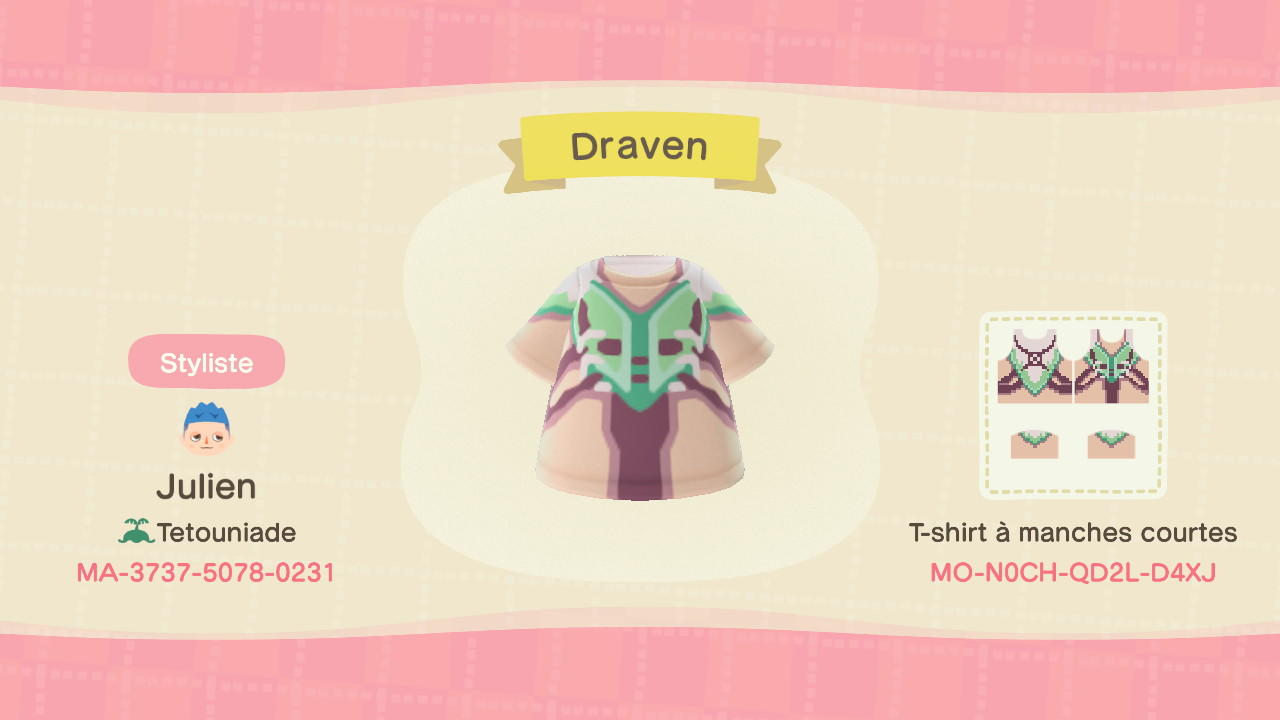 Draven
Styliste
Julien
Tetouniade
MA-3737-5078-0231
T-shirt à manches courtes
MO-N0CH-QD2L-D4XJ